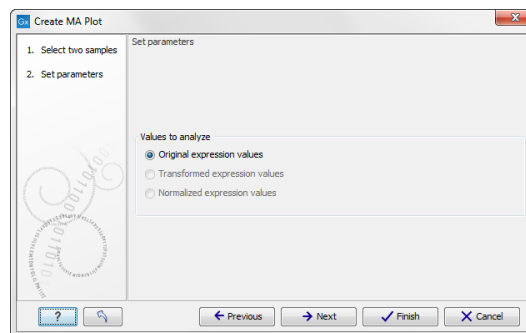 Gx Create MA Plot
1. Select two samples
2. Set parameters
Set parameters
Values to analyze
Original expression values
Transformed expression values
Normalized expression values
? Previous Next Finish Cancel